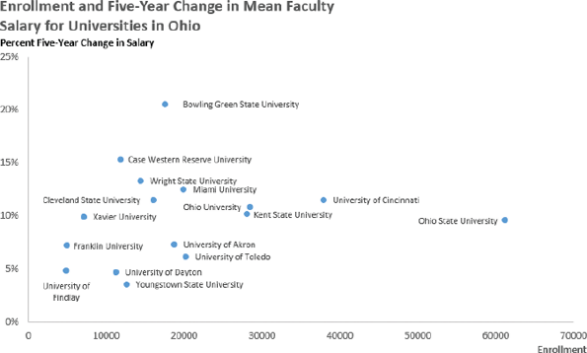 Enrollment and Five-Year Change in Mean Faculty
Salary for Universities in Ohio
Percent Five-Year Change in Salary
25%
20%
15%
10%
5%
0%
Bowling Green State University
Case Western Reserve University
Wright State University
Miami University
Cleveland State University
Ohio University
University of Cincinnati
Xavier University
Kent State University
Ohio State University
Franklin University
University of Akron
University of Toledo
University of
Findlay
University of Dayton
Youngstown State University
0
10000
20000
30000
40000
50000
60000
70000
Enrollment